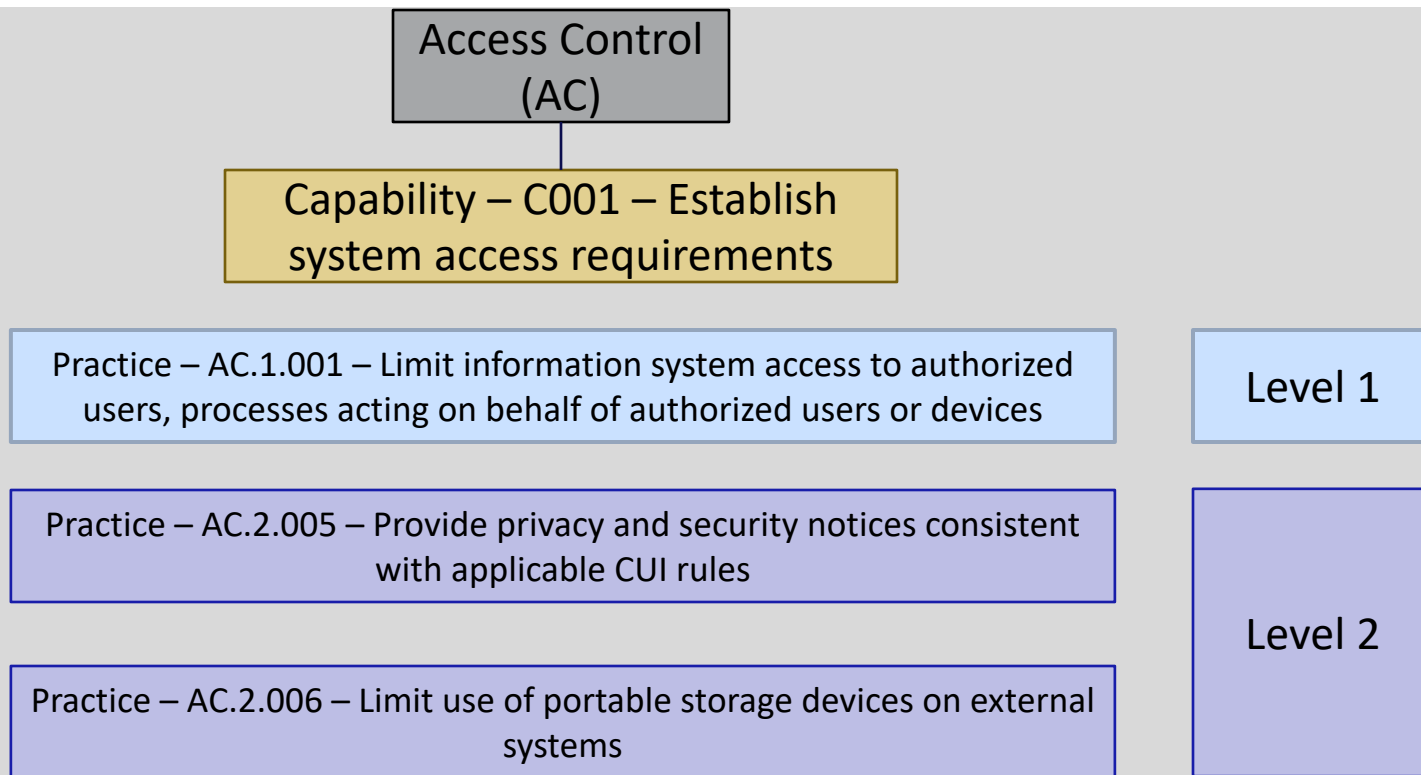 Access Control
(AC)
Capability – C001 – Establish
system access requirements
Practice – AC.1.001 – Limit information system access to authorized
users, processes acting on behalf of authorized users or devices
Level 1
Practice – AC.2.005 – Provide privacy and security notices consistent
with applicable CUI rules
Level 2
Practice – AC.2.006 – Limit use of portable storage devices on external
systems